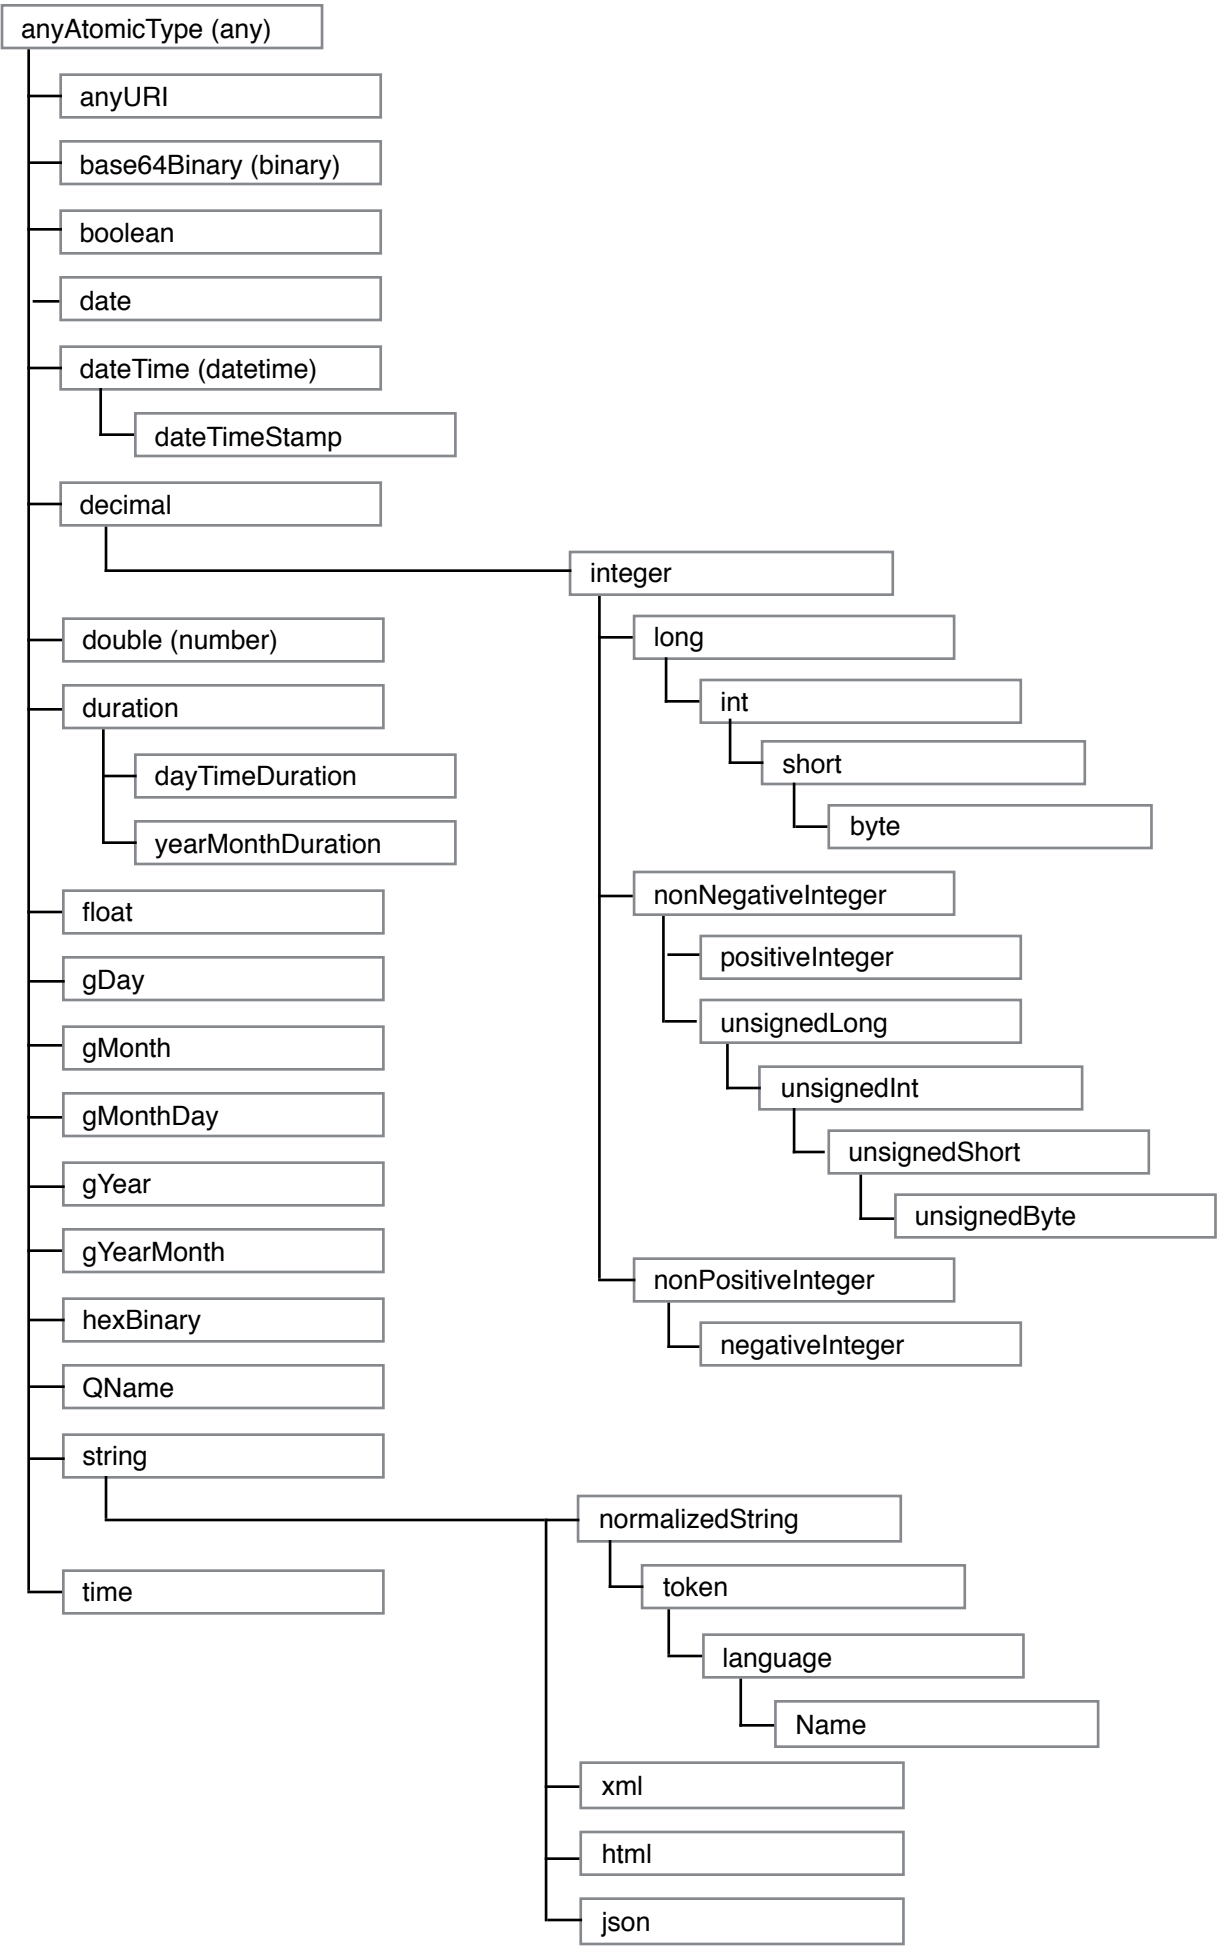 anyAtomicType (any)
anyURI
base64Binary (binary)
boolean
date
dateTime (datetime)
dateTimeStamp
decimal
integer
long
int
short
byte
nonNegativeInteger
positiveInteger
unsignedLong
unsignedInt
unsignedShort
unsignedByte
nonPositiveInteger
negativeInteger
double (number)
duration
dayTimeDuration
yearMonthDuration
float
gDay
gMonth
gMonthDay
gYear
gYearMonth
hexBinary
QName
string
normalizedString
token
language
Name
xml
html
json
time